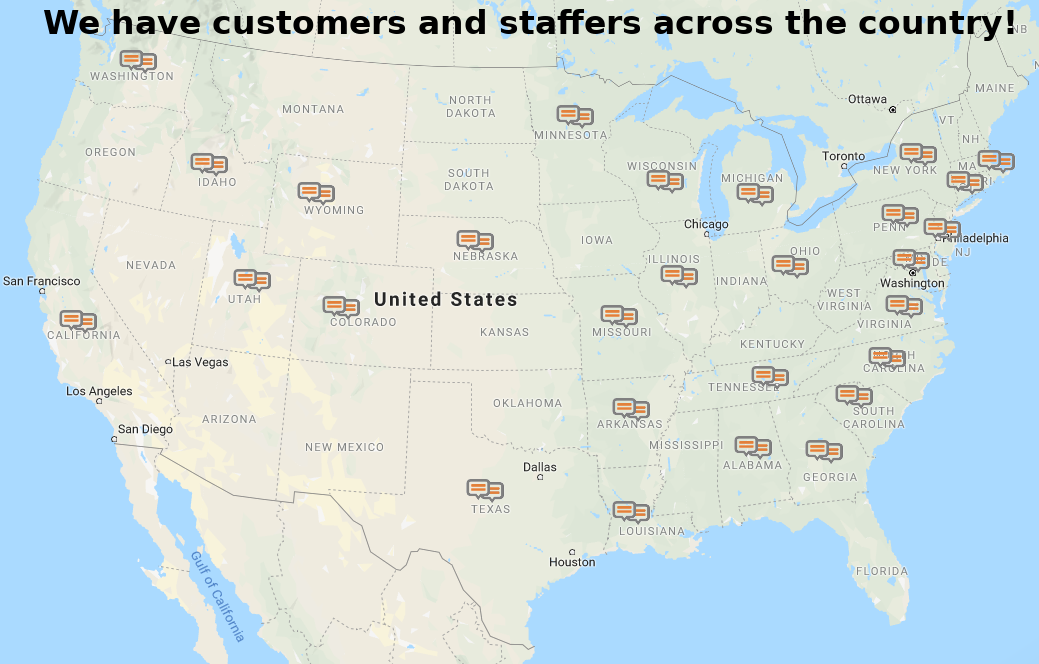 We have customers and staffers across the country!
NB
WASHINGTON
MAINE
MONTANA
NORTH
DAKOTA
Ottawa
MINNESOTA
VT
NH
OREGON
Toronto
WISCONSIN
MICHIGAN
NEW YORK
MA
RI
IDAHO
SOUTH
DAKOTA
WYOMING
Chicago
PENN
Philadelphia
IOWA
NEBRASKA
OHIO
NJ
ILLINOIS
NEVADA
INDIANA
DE
San Francisco
UTAH
Washington
United States
WEST
VIRGINIA
COLORADO
VIRGINIA
CALIFORNIA
KANSAS
MISSOURI
KENTUCKY
Las Vegas
CAROLINA
Los Angeles
TENNESSEE
OKLAHOMA
ARIZONA
ARKANSAS
SOUTH
CAROLINA
San Diego
NEW MEXICO
MISSISSIPPI
Dallas
ALABAMA
GEORGIA
TEXAS
LOUISIANA
Houston
FLORIDA
Gulf of California